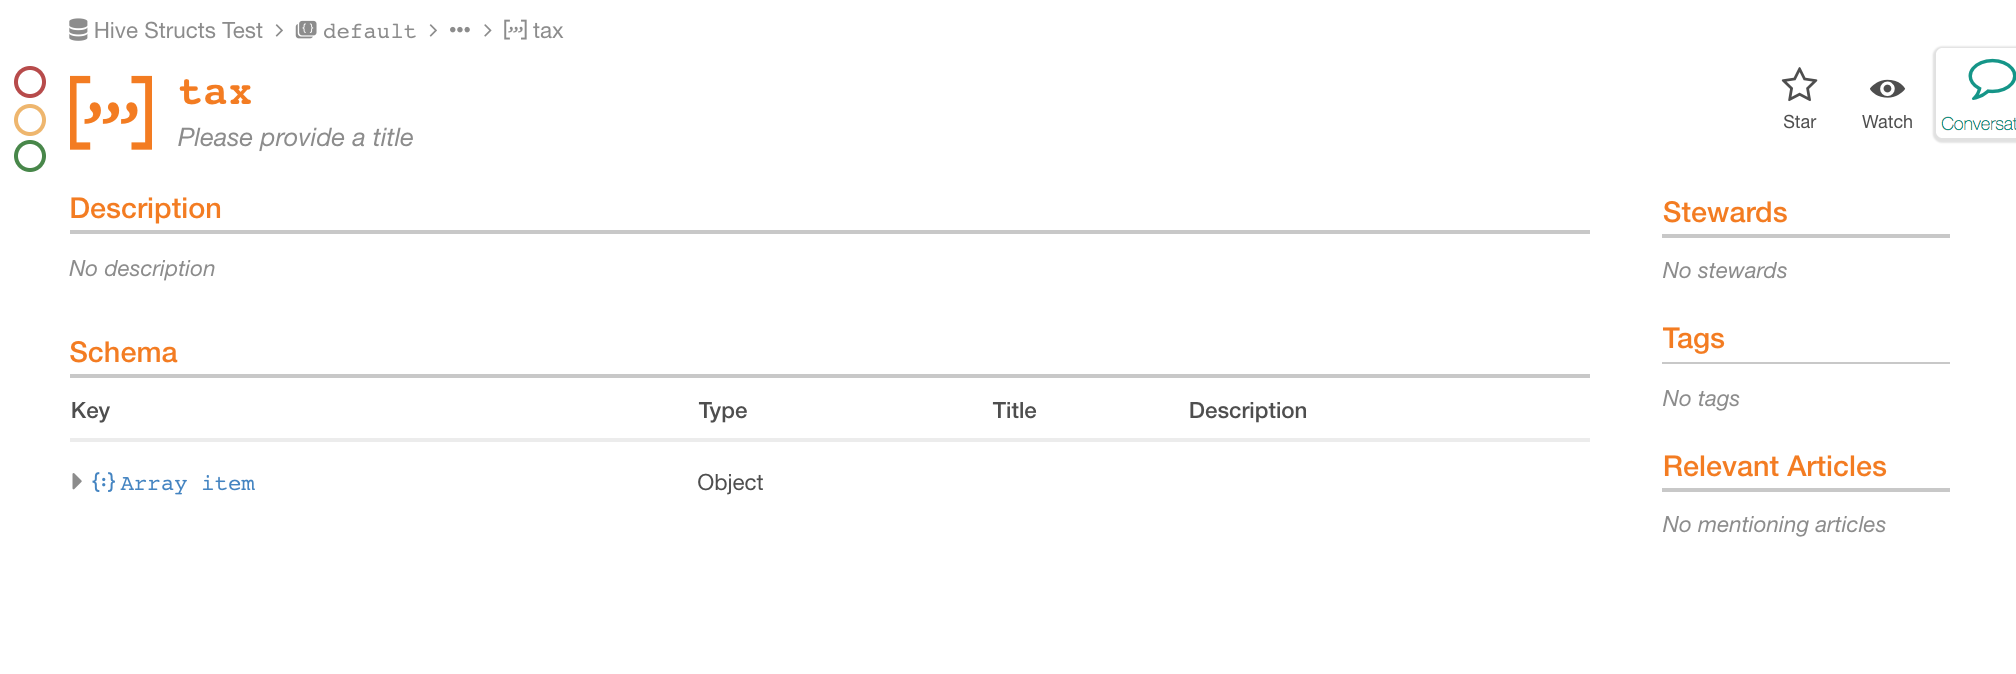 Hive Structs Test > default > ••• > [,,,] tax
[,,,] tax
Please provide a title
Star
Watch
Conversat
Description
No description
Schema
Key Type Title Description
{:} Array item Object
Stewards
No stewards
Tags
No tags
Relevant Articles
No mentioning articles